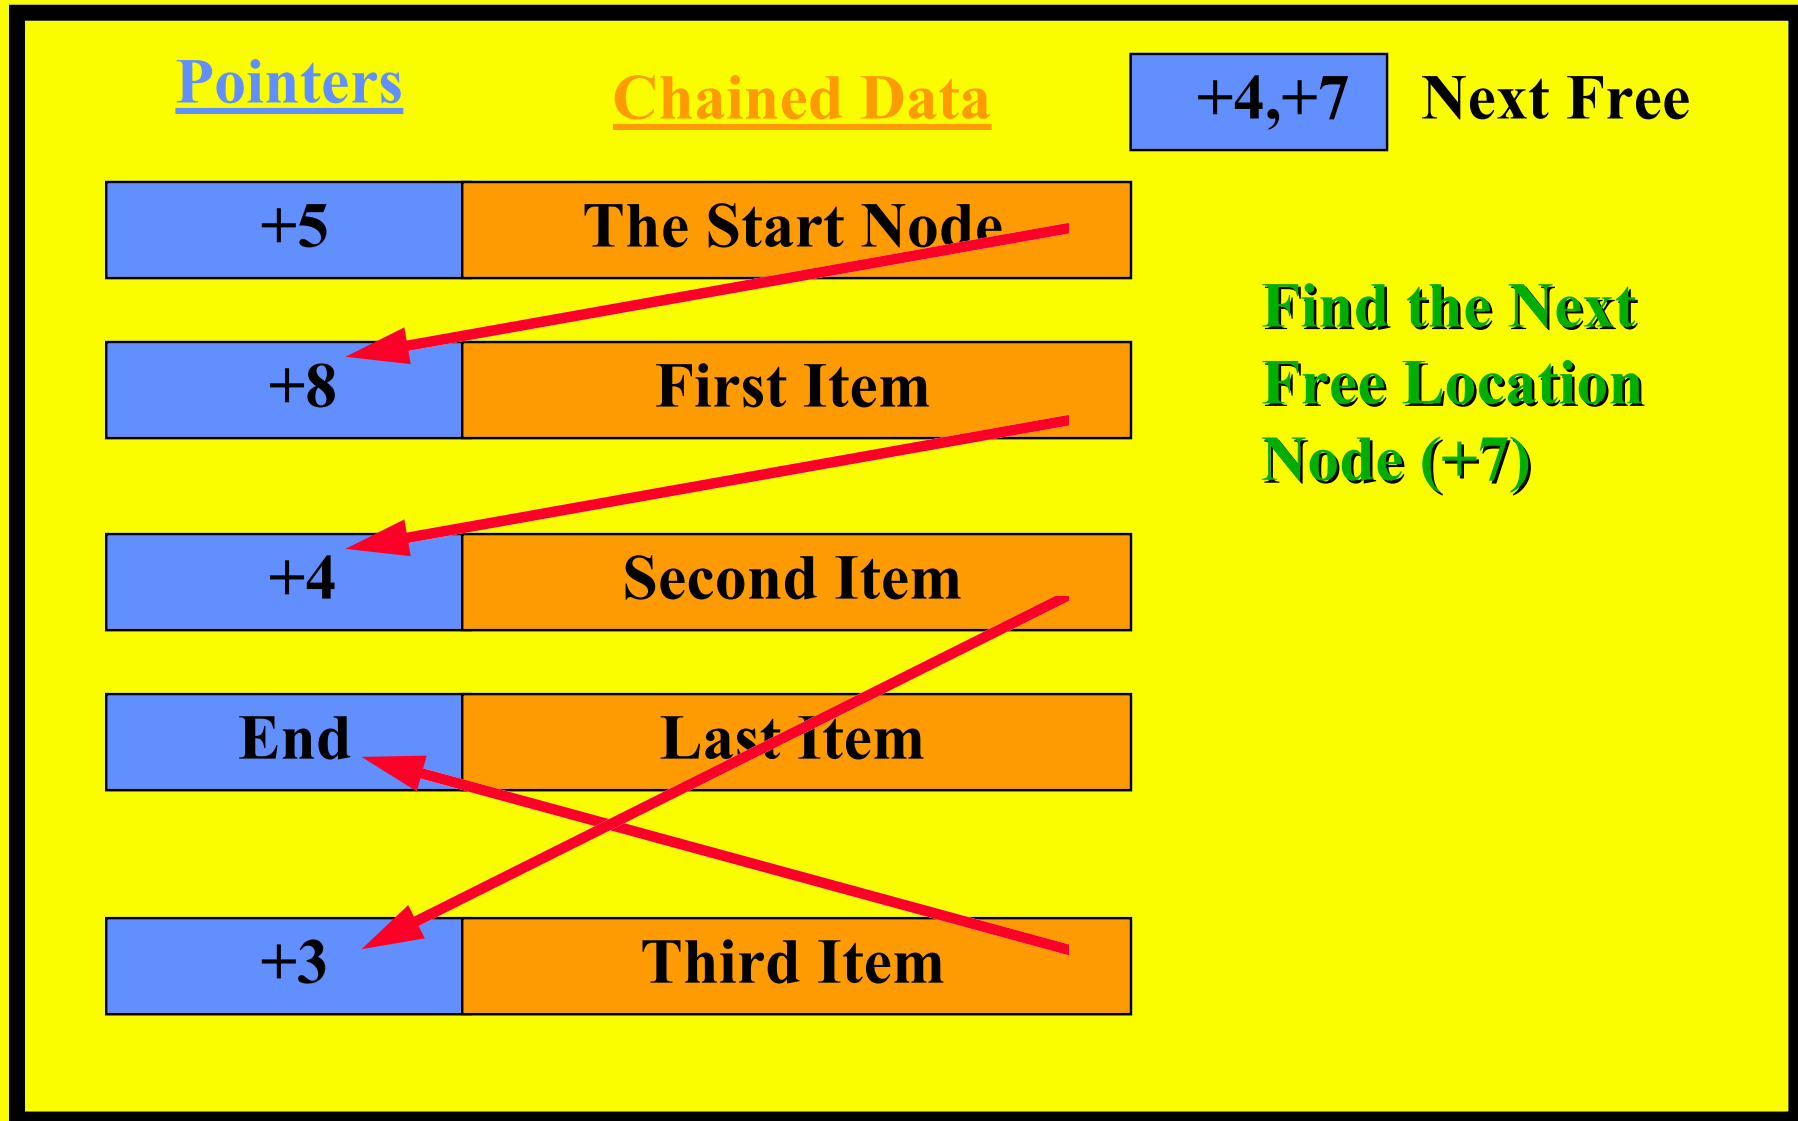 Pointers
Chained Data
+4,+7
Next Free
+5
The Start Node
+8
First Item
Find the Next
Free Location
Node (+7)
+4
Second Item
End
Last Item
+3
Third Item